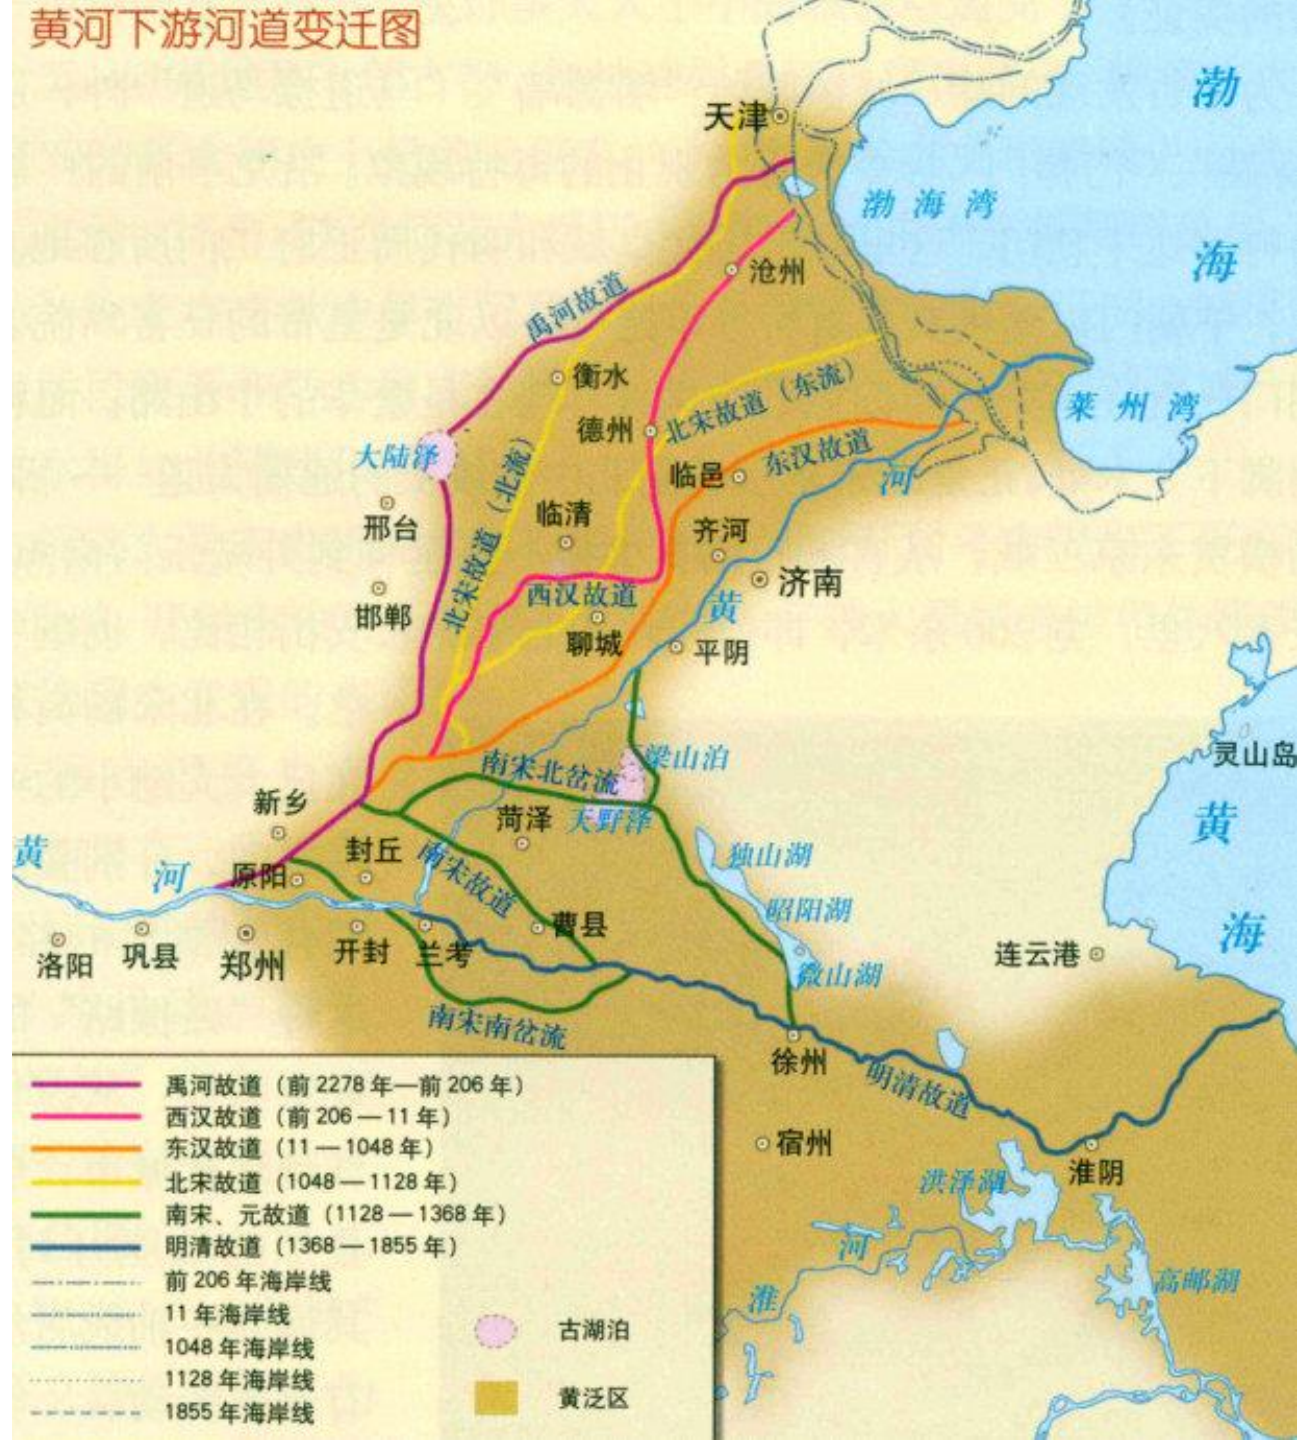 黄河下游河道变迁图
天津
渤
海
渤海湾
沧州
禹河故道
衡水
德州
北宋故道（东流）
莱州湾
大陆泽
临邑
东汉故道
河
邢台
北宋故道（北流）
临清
齐河
济南
邯郸
西汉故道
黄
聊城
平阴
灵山岛
南宋北岔流
梁山泊
新乡
菏泽
天野泽
黄
海
黄
河
原阳
封丘
南宋故道
独山湖
昭阳湖
曹县
洛阳
巩县
郑州
开封
兰考
微山湖
连云港
南宋南岔流
徐州
明清故道
宿州
淮阴
洪泽湖
河
淮
高邮湖
禹河故道（前2278年—前206年）
西汉故道（前206—11年）
东汉故道（11—1048年）
北宋故道（1048—1128年）
南宋、元故道（1128—1368年）
明清故道（1368—1855年）
前206年海岸线
11年海岸线
1048年海岸线
1128年海岸线
1855年海岸线
古湖泊
黄泛区